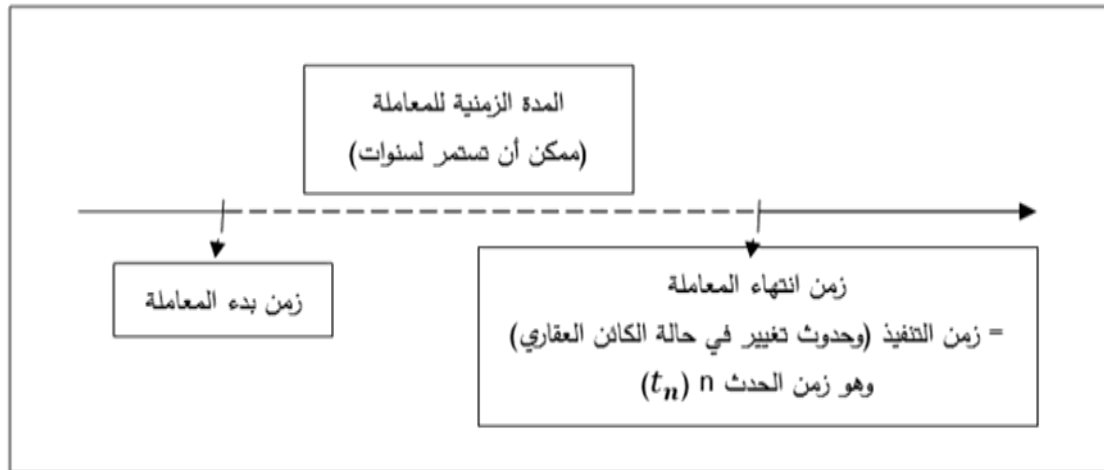 المدة الزمنية للمعاملة
(ممكن أن تستمر لسنوات)
زمن بدء المعاملة
زمن انتهاء المعاملة
= زمن التنفيذ (وحدوث تغيير في حالة الكائن العقاري)
وهو زمن الحدث n (tₙ)